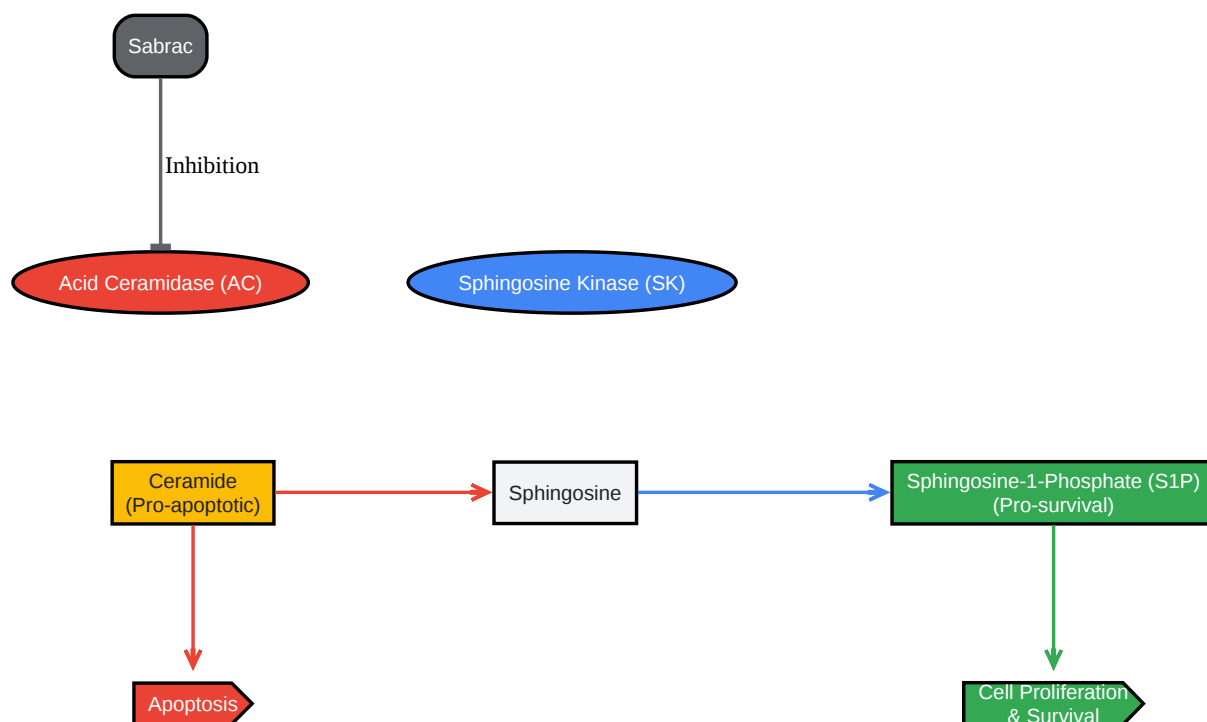 Sabrac
Inhibition
Acid Ceramidase (AC)
Sphingosine Kinase (SK)
Ceramide
(Pro-apoptotic)
Sphingosine
Sphingosine-1-Phosphate (S1P)
(Pro-survival)
Apoptosis
Cell Proliferation
& Survival